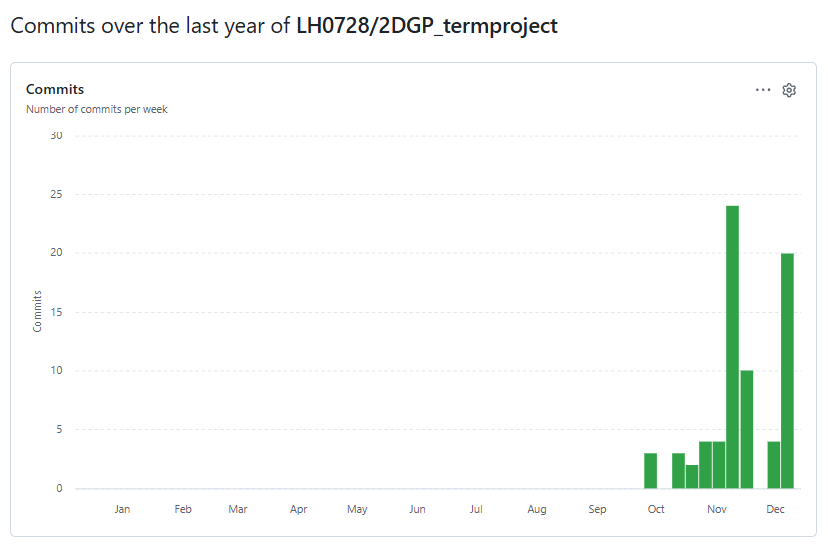 Commits over the last year of LH0728/2DGP_termproject
Commits
Number of commits per week
30
25
20
15
10
5
0
Commits
Jan Feb Mar Apr May Jun Jul Aug Sep Oct Nov Dec